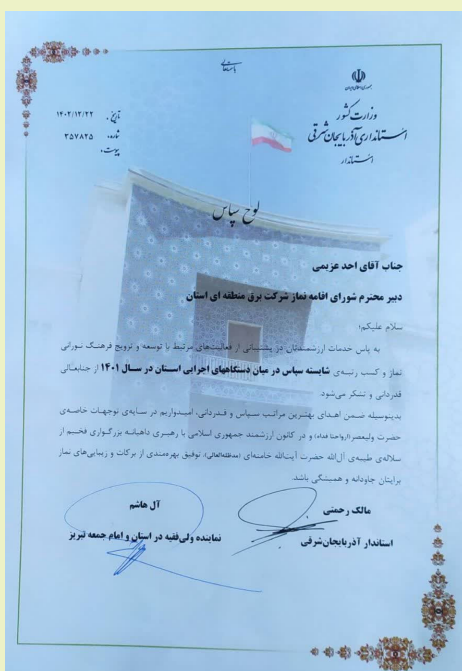 باسمه تعالی
جمهوری اسلامی ایران
وزارت کشور
استانداری آذربایجان شرقی
استاندار
تاریخ: ۱۴۰۲/۱۲/۲۲
شماره: ۳۵۷۸۲۵
پیوست:
لوح سپاس
جناب آقای احد عزیمی
دبیر محترم شورای اقامه نماز شرکت برق منطقه ای استان
سلام علیکم؛
به پاس خدمات ارزشمندتان در پشتیبانی از فعالیت‌های مرتبط با توسعه و ترویج فرهنگ نورانی
نماز و کسب رتبه‌ی شایسته سپاس در میان دستگاههای اجرایی استان در سال ۱۴۰۱ از جنابعالی
قدردانی و تشکر می‌شود.
بدینوسیله ضمن اهدای بهترین مراتب سپاس و قدردانی، امیدواریم در سایه‌ی توجهات خاصه‌ی
حضرت ولیعصر(ارواحنا فداه) و در کانون ارزشمند جمهوری اسلامی با رهبری داهیانه بزرگواری فخیم از
سلاله‌ی طیبه‌ی آل‌الله حضرت آیت‌الله خامنه‌ای (مدظله‌العالی)، توفیق بهره‌مندی از برکات و زیبایی‌های نماز
برایتان جاودانه و همیشگی باشد.
مالک رحمتی
استاندار آذربایجان‌شرقی
آل هاشم
نماینده ولی‌فقیه در استان و امام جمعه تبریز